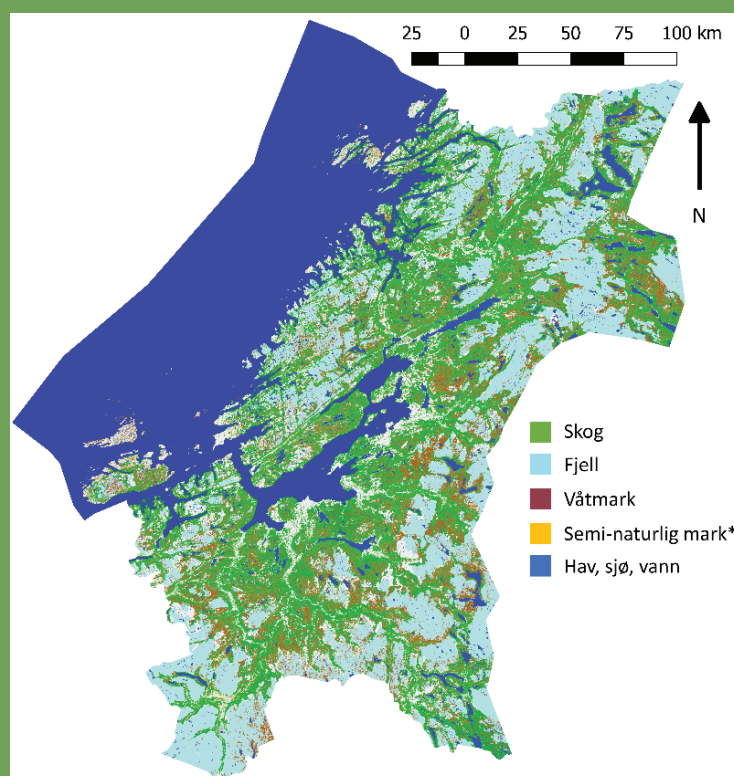 25 0 25 50 75 100 km
N
Skog
Fjell
Våtmark
Semi-naturlig mark*
Hav, sjø, vann